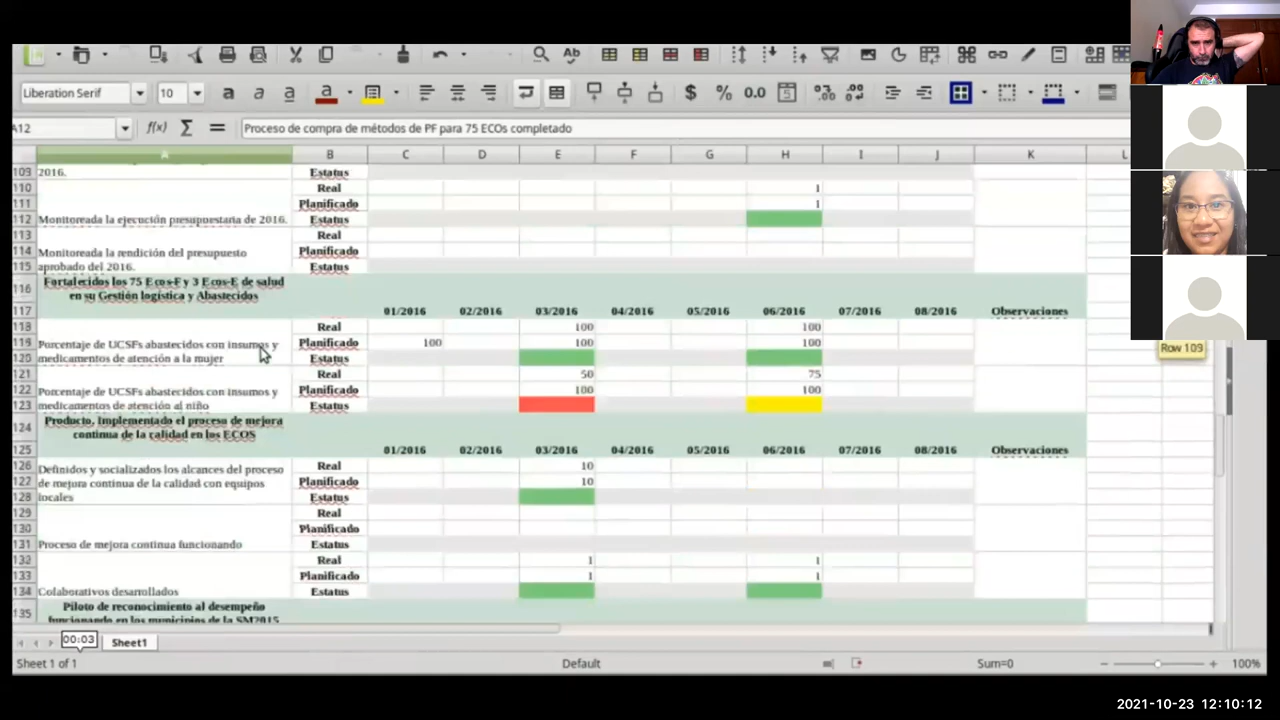 Liberation Serif
10
A12
Proceso de compra de métodos de PF para 75 ECOs completado
A B C D E F G H I J K L
109 2016. Estatus
110 Real 1
111 Planificado 1
112 Monitoreada la ejecución presupuestaria de 2016. Estatus
113 Real
114 Monitoreada la rendición del presupuesto Planificado
115 aprobado del 2016. Estatus
116 Fortalecidos los 75 Ecos-F y 3 Ecos-E de salud
en su Gestión logística y Abastecidos
117 01/2016 02/2016 03/2016 04/2016 05/2016 06/2016 07/2016 08/2016 Observaciones
118 Real 100 100
119 Porcentaje de UCSFs abastecidos con insumos y Planificado 100 100 100
120 medicamentos de atención a la mujer Estatus
121 Real 50 75
122 Porcentaje de UCSFs abastecidos con insumos y Planificado 100 100
123 medicamentos de atención al niño Estatus
124 Producto. Implementado el proceso de mejora
continua de la calidad en los ECOS
125 01/2016 02/2016 03/2016 04/2016 05/2016 06/2016 07/2016 08/2016 Observaciones
126 Definidos y socializados los alcances del proceso Real 10
127 de mejora continua de la calidad con equipos Planificado 10
128 locales Estatus
129 Real
130 Planificado
131 Proceso de mejora continua funcionando Estatus
132 Real 1 1
133 Planificado 1 1
134 Colaborativos desarrollados Estatus
135 Piloto de reconocimiento al desempeño
funcionando en los municipios de la SM2015
Row 109
00:03
Sheet1
Sheet 1 of 1
Default
Sum=0
100%
2021-10-23 12:10:12